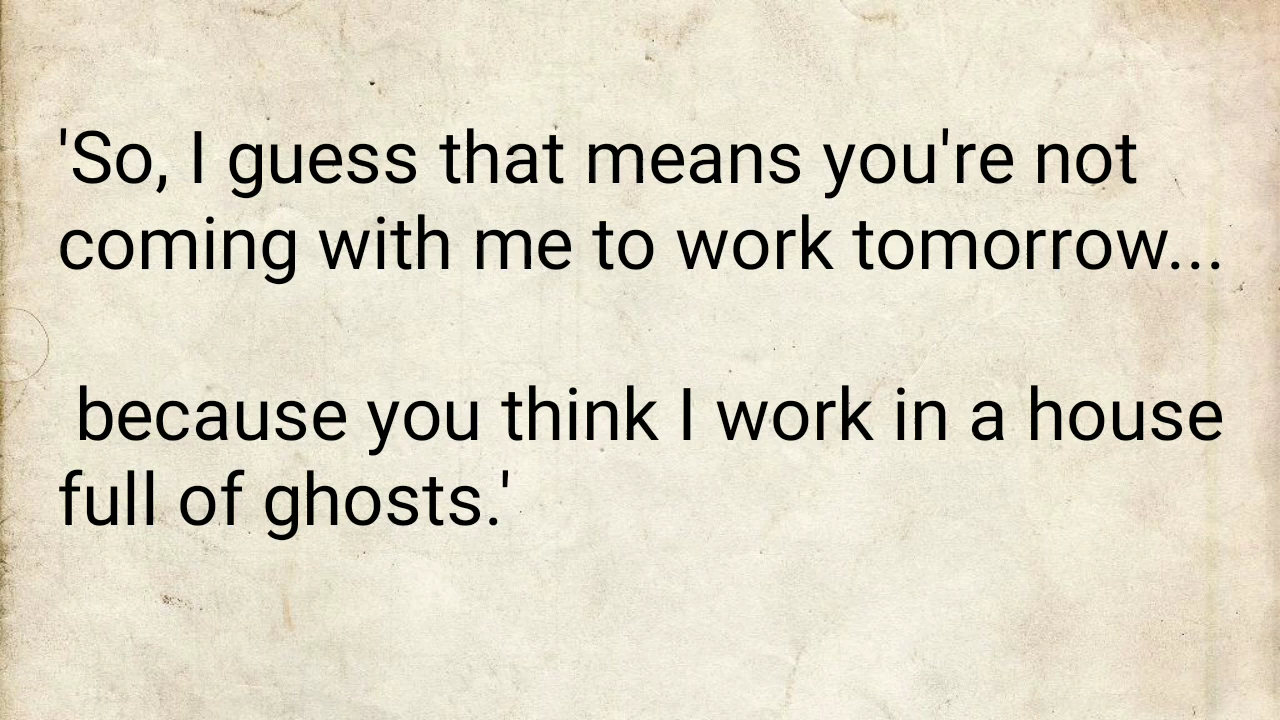 'So, I guess that means you're not
coming with me to work tomorrow...
because you think I work in a house
full of ghosts.'